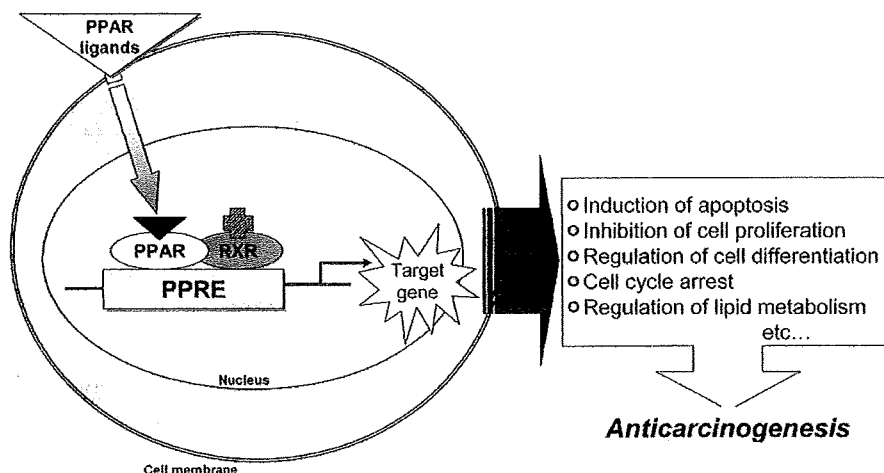 PPAR
ligands
PPAR
RXR
PPRE
Target
gene
Nucleus
Cell membrane
Induction of apoptosis
Inhibition of cell proliferation
Regulation of cell differentiation
Cell cycle arrest
Regulation of lipid metabolism
etc...
Anticarcinogenesis